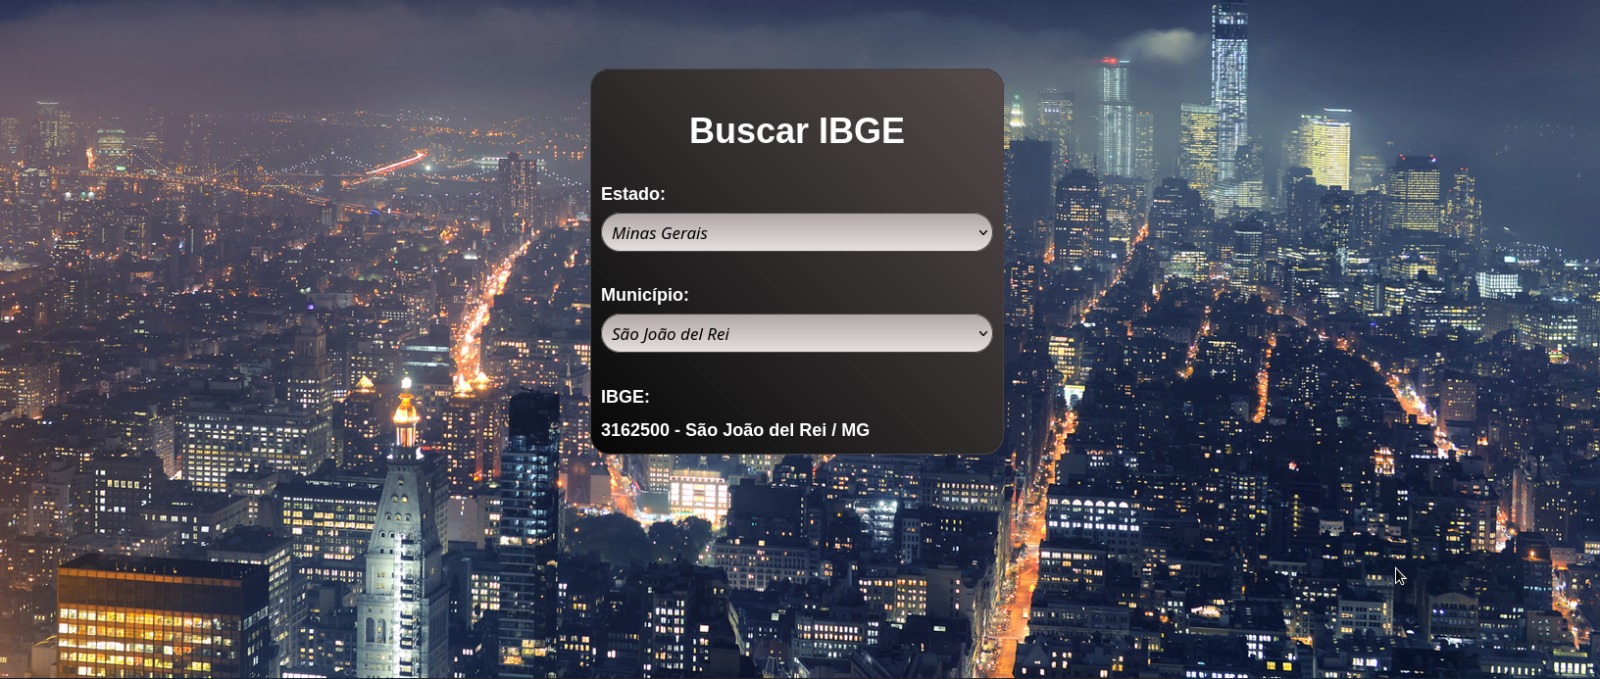 Buscar IBGE
Estado:
Minas Gerais
Município:
São João del Rei
IBGE:
3162500 - São João del Rei / MG